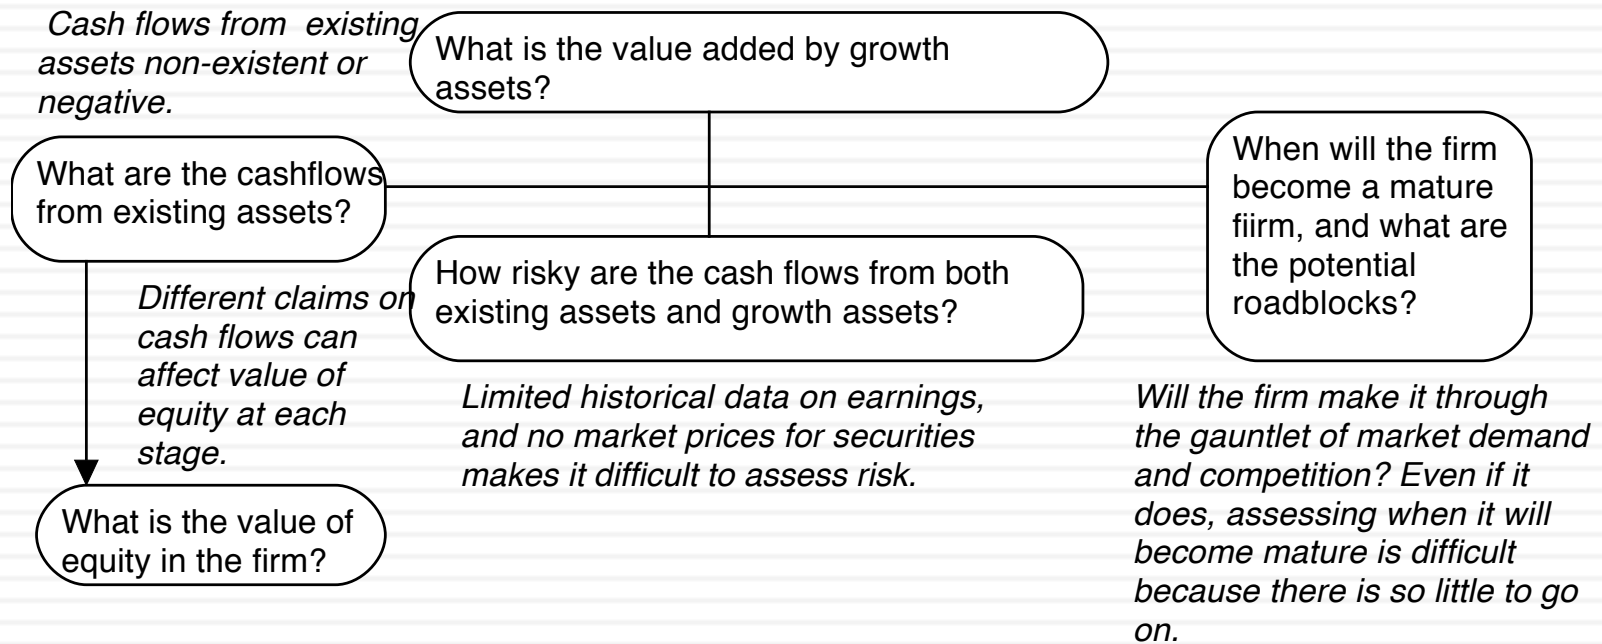 Cash flows from  existing
assets non-existent or
negative.
What is the value added by growth
assets?
What are the cashflows
from existing assets?
When will the firm
become a mature
fiirm, and what are
the potential
roadblocks?
How risky are the cash flows from both
existing assets and growth assets?
Different claims on
cash flows can
affect value of
equity at each
stage.
Limited historical data on earnings,
and no market prices for securities
makes it difficult to assess risk.
Will the firm make it through
the gauntlet of market demand
and competition? Even if it
does, assessing when it will
become mature is difficult
because there is so little to go
on.
What is the value of
equity in the firm?